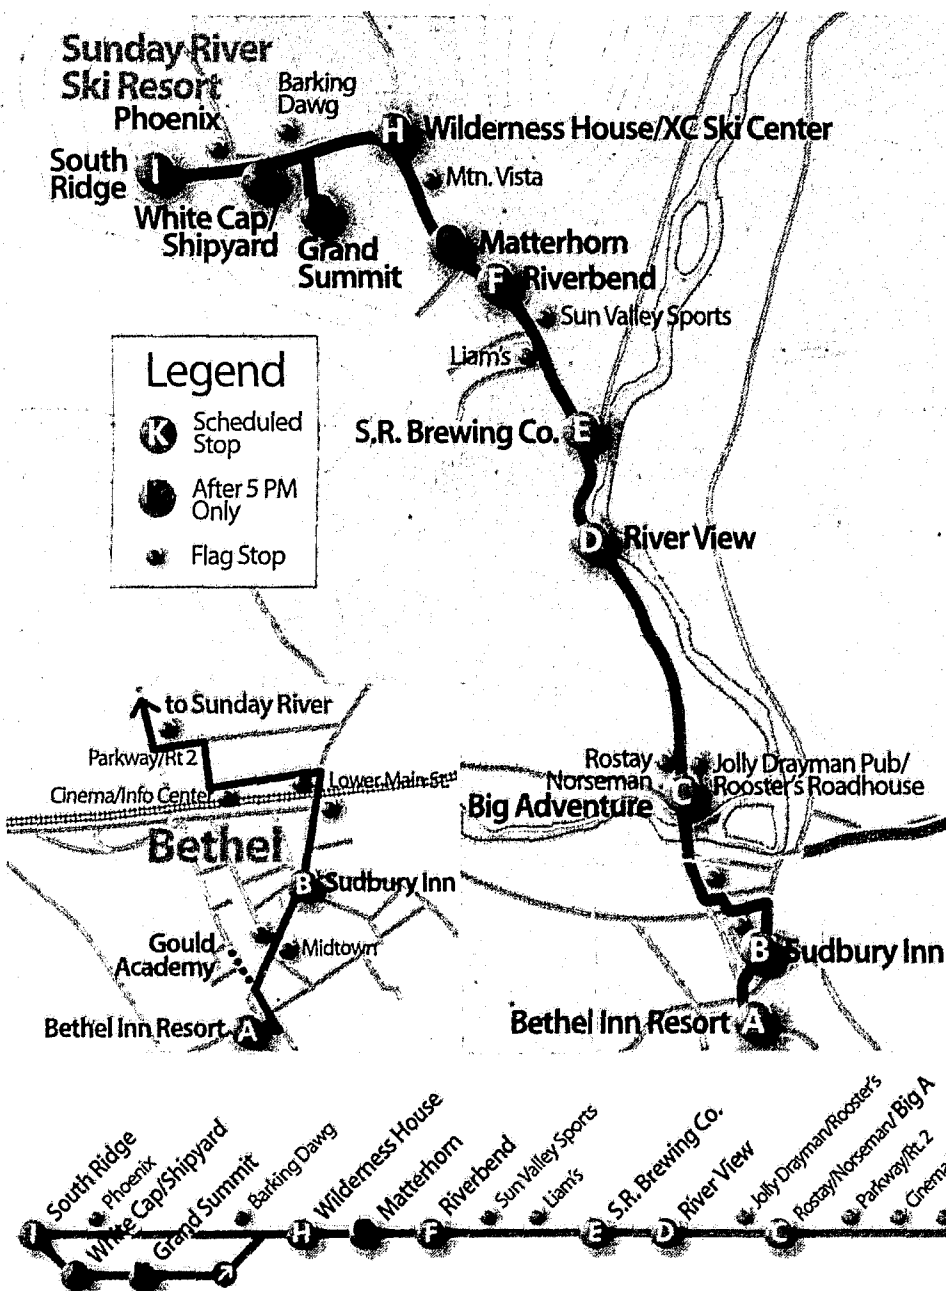 Sunday River
Ski Resort
Phoenix
Barking
Dawg
H
Wilderness House/XC Ski Center
South
Ridge
I
Mtn. Vista
White Cap/
Shipyard
Grand
Summit
Matterhorn
F
Riverbend
Sun Valley Sports
Liam's
Legend
K
Scheduled
Stop
After 5 PM
Only
Flag Stop
S.R. Brewing Co.
E
D
River View
to Sunday River
Parkway/Rt 2
Cinema/Info Center
Lower Main St.
Bethel
B
Sudbury Inn
Gould
Academy
Midtown
Bethel Inn Resort
A
Rostay
Norseman
Big Adventure
C
Jolly Drayman Pub/
Rooster's Roadhouse
B
Sudbury Inn
Bethel Inn Resort
A
I
South Ridge
Phoenix
White Cap/Shipyard
Grand Summit
Barking Dawg
H
Wilderness House
Matterhorn
F
Riverbend
Sun Valley Sports
Liam's
E
S.R. Brewing Co.
D
River View
Jolly Drayman/Rooster's
C
Rostay/Norseman/Big A
Parkway/Rt. 2
Cinema